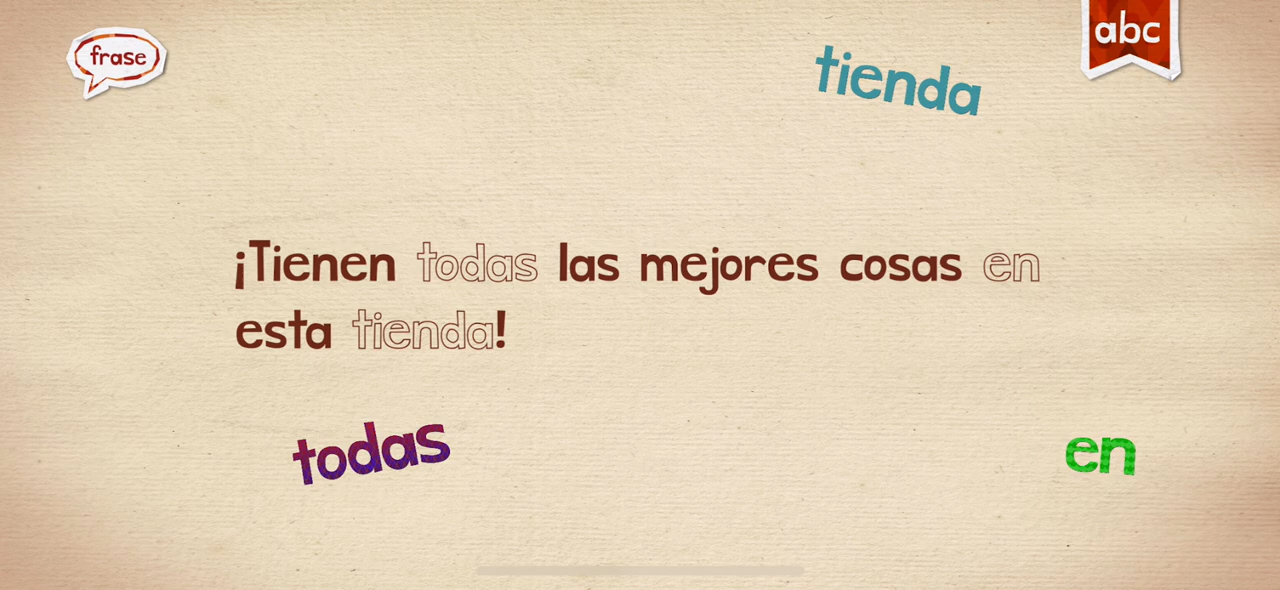 frase
abc
tienda
¡Tienen todas las mejores cosas en
esta tienda!
todas
en